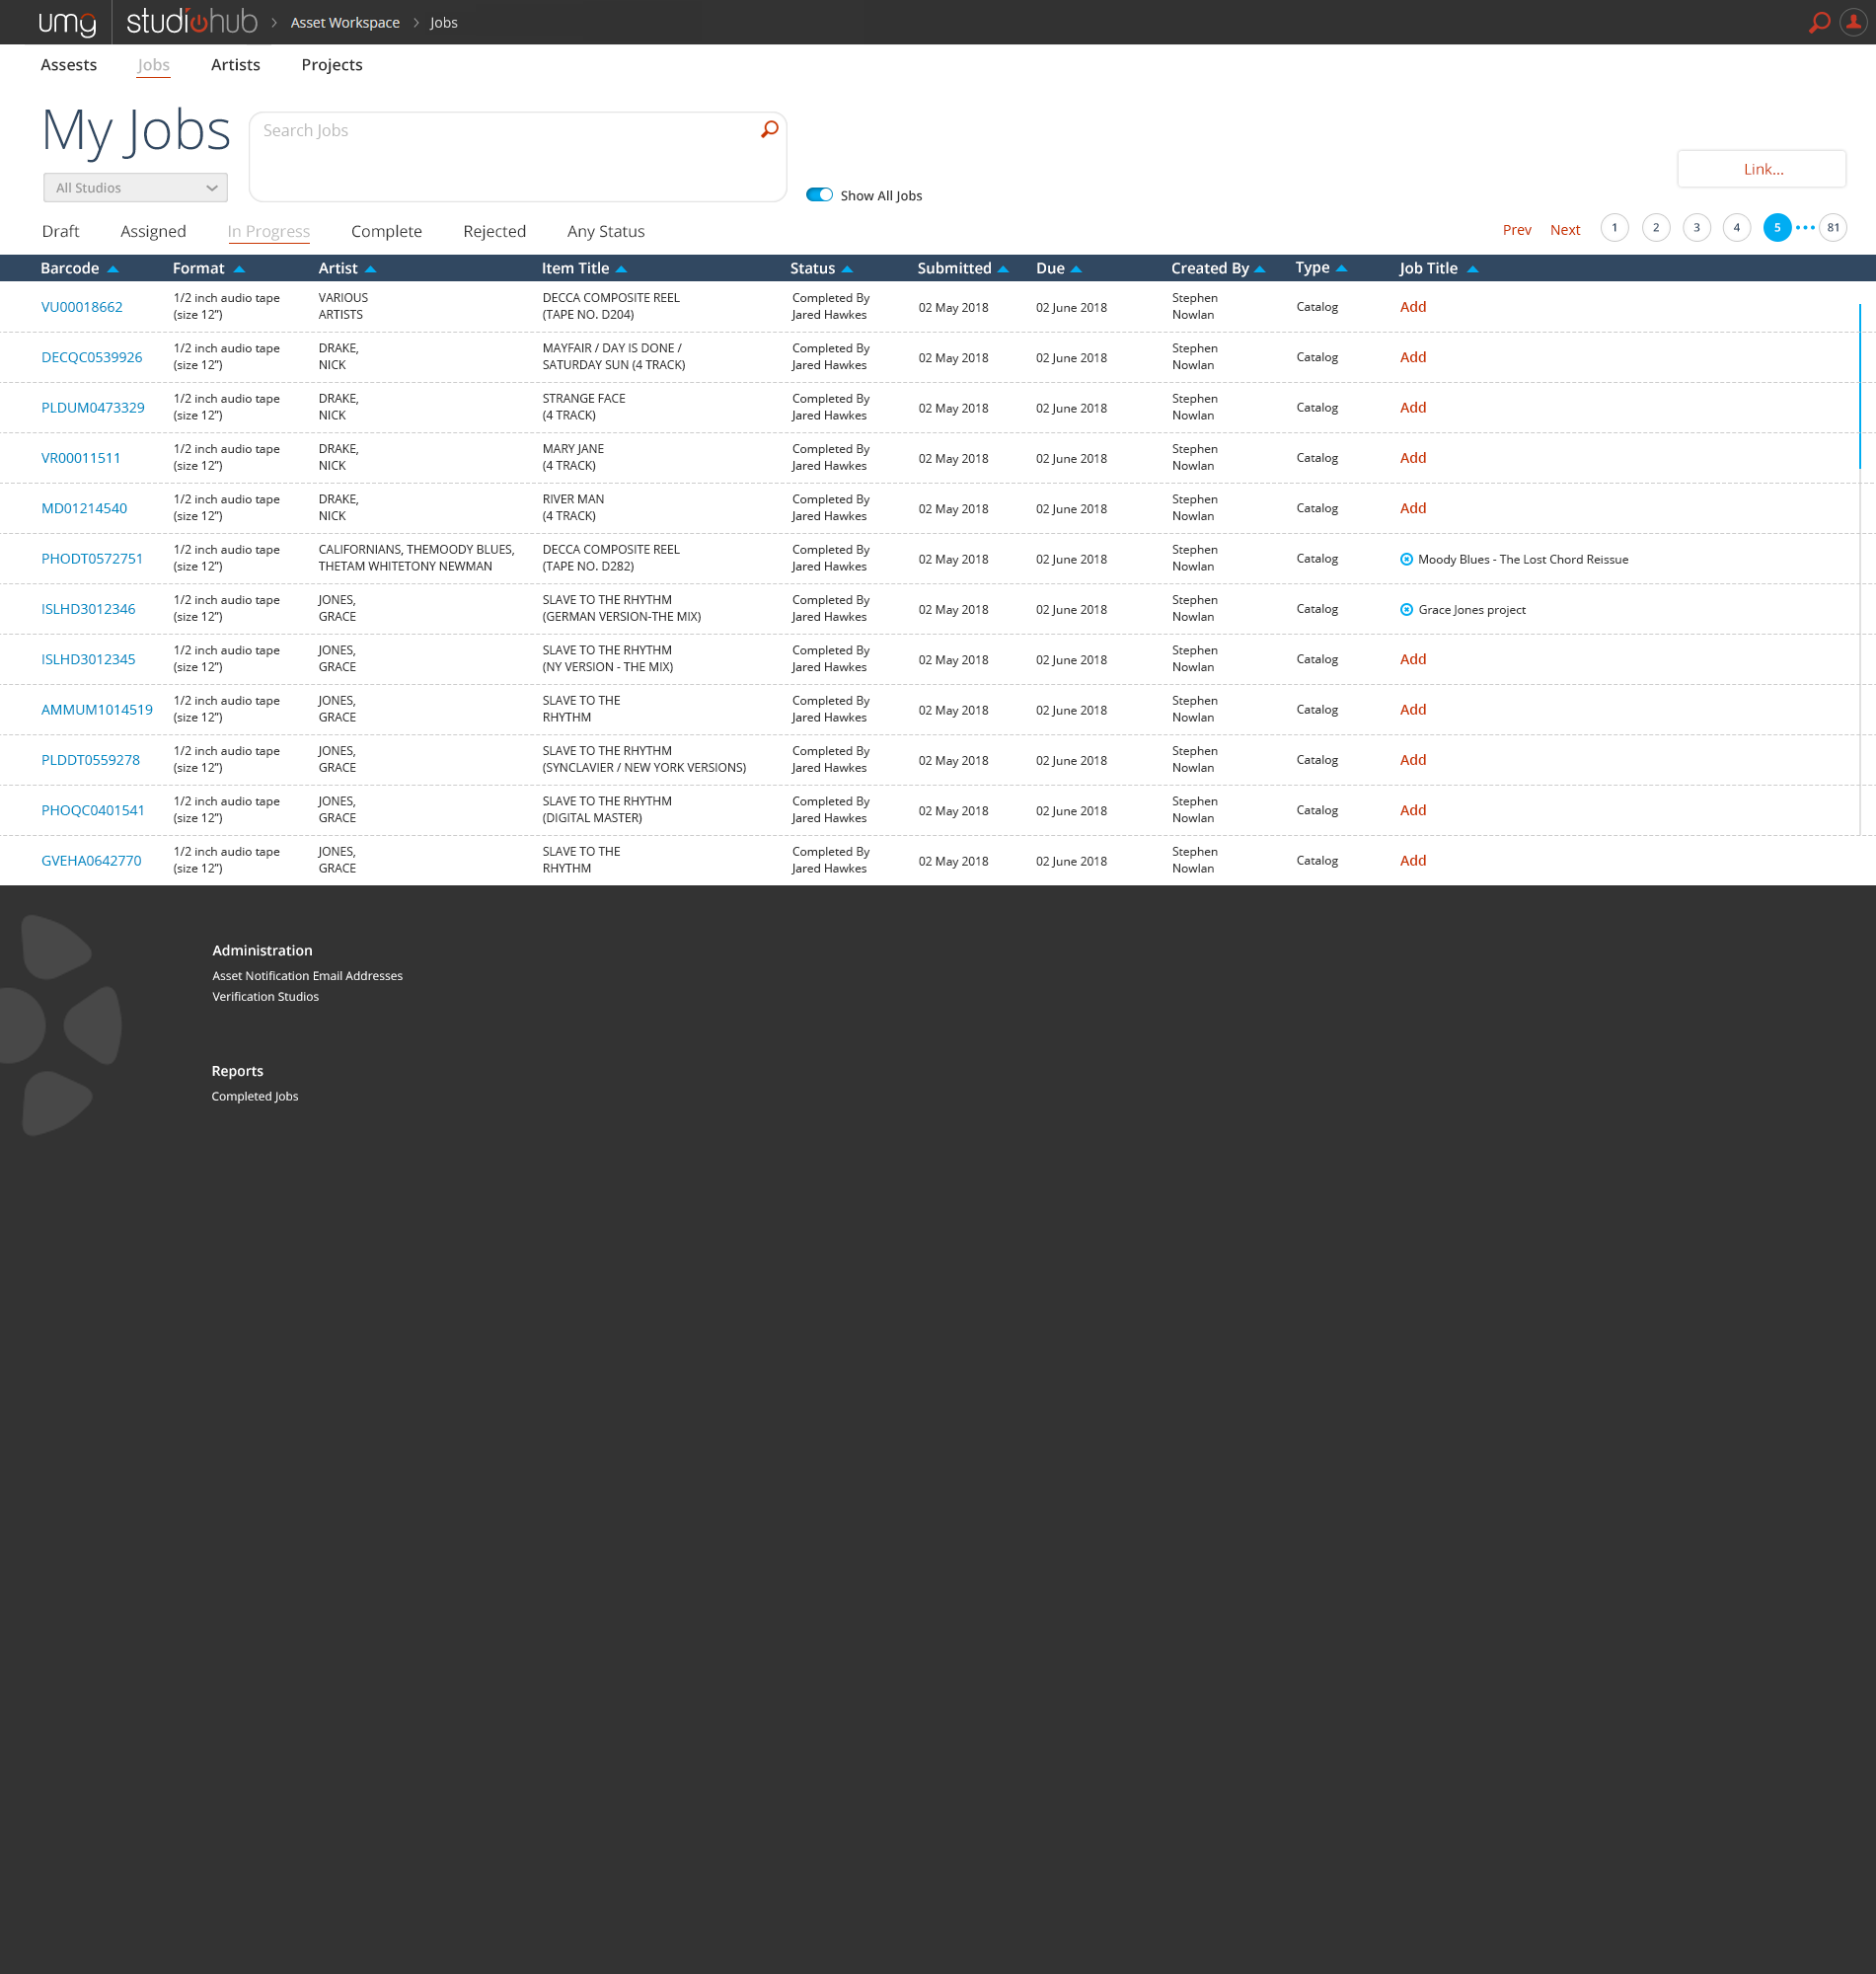 umg studiohub > Asset Workspace > Jobs
Assests Jobs Artists Projects
My Jobs
Search Jobs
All Studios
Show All Jobs
Link...
Draft Assigned In Progress Complete Rejected Any Status
Prev Next 1 2 3 4 5 ••• 81
Barcode Format Artist Item Title Status Submitted Due Created By Type Job Title
VU00018662 1/2 inch audio tape VARIOUS DECCA COMPOSITE REEL Completed By 02 May 2018 02 June 2018 Stephen Catalog Add
(size 12”) ARTISTS (TAPE NO. D204) Jared Hawkes Nowlan
DECQC0539926 1/2 inch audio tape DRAKE, MAYFAIR / DAY IS DONE / Completed By 02 May 2018 02 June 2018 Stephen Catalog Add
(size 12”) NICK SATURDAY SUN (4 TRACK) Jared Hawkes Nowlan
PLDUM0473329 1/2 inch audio tape DRAKE, STRANGE FACE Completed By 02 May 2018 02 June 2018 Stephen Catalog Add
(size 12”) NICK (4 TRACK) Jared Hawkes Nowlan
VR00011511 1/2 inch audio tape DRAKE, MARY JANE Completed By 02 May 2018 02 June 2018 Stephen Catalog Add
(size 12”) NICK (4 TRACK) Jared Hawkes Nowlan
MD01214540 1/2 inch audio tape DRAKE, RIVER MAN Completed By 02 May 2018 02 June 2018 Stephen Catalog Add
(size 12”) NICK (4 TRACK) Jared Hawkes Nowlan
PHODT0572751 1/2 inch audio tape CALIFORNIANS, THEMOODY BLUES, DECCA COMPOSITE REEL Completed By 02 May 2018 02 June 2018 Stephen Catalog Moody Blues - The Lost Chord Reissue
(size 12”) THETAM WHITETONY NEWMAN (TAPE NO. D282) Jared Hawkes Nowlan
ISLHD3012346 1/2 inch audio tape JONES, SLAVE TO THE RHYTHM Completed By 02 May 2018 02 June 2018 Stephen Catalog Grace Jones project
(size 12”) GRACE (GERMAN VERSION-THE MIX) Jared Hawkes Nowlan
ISLHD3012345 1/2 inch audio tape JONES, SLAVE TO THE RHYTHM Completed By 02 May 2018 02 June 2018 Stephen Catalog Add
(size 12”) GRACE (NY VERSION - THE MIX) Jared Hawkes Nowlan
AMMUM1014519 1/2 inch audio tape JONES, SLAVE TO THE Completed By 02 May 2018 02 June 2018 Stephen Catalog Add
(size 12”) GRACE RHYTHM Jared Hawkes Nowlan
PLDDT0559278 1/2 inch audio tape JONES, SLAVE TO THE RHYTHM Completed By 02 May 2018 02 June 2018 Stephen Catalog Add
(size 12”) GRACE (SYNCLAVIER / NEW YORK VERSIONS) Jared Hawkes Nowlan
PHOQC0401541 1/2 inch audio tape JONES, SLAVE TO THE RHYTHM Completed By 02 May 2018 02 June 2018 Stephen Catalog Add
(size 12”) GRACE (DIGITAL MASTER) Jared Hawkes Nowlan
GVEHA0642770 1/2 inch audio tape JONES, SLAVE TO THE Completed By 02 May 2018 02 June 2018 Stephen Catalog Add
(size 12”) GRACE RHYTHM Jared Hawkes Nowlan
Administration
Asset Notification Email Addresses
Verification Studios
Reports
Completed Jobs